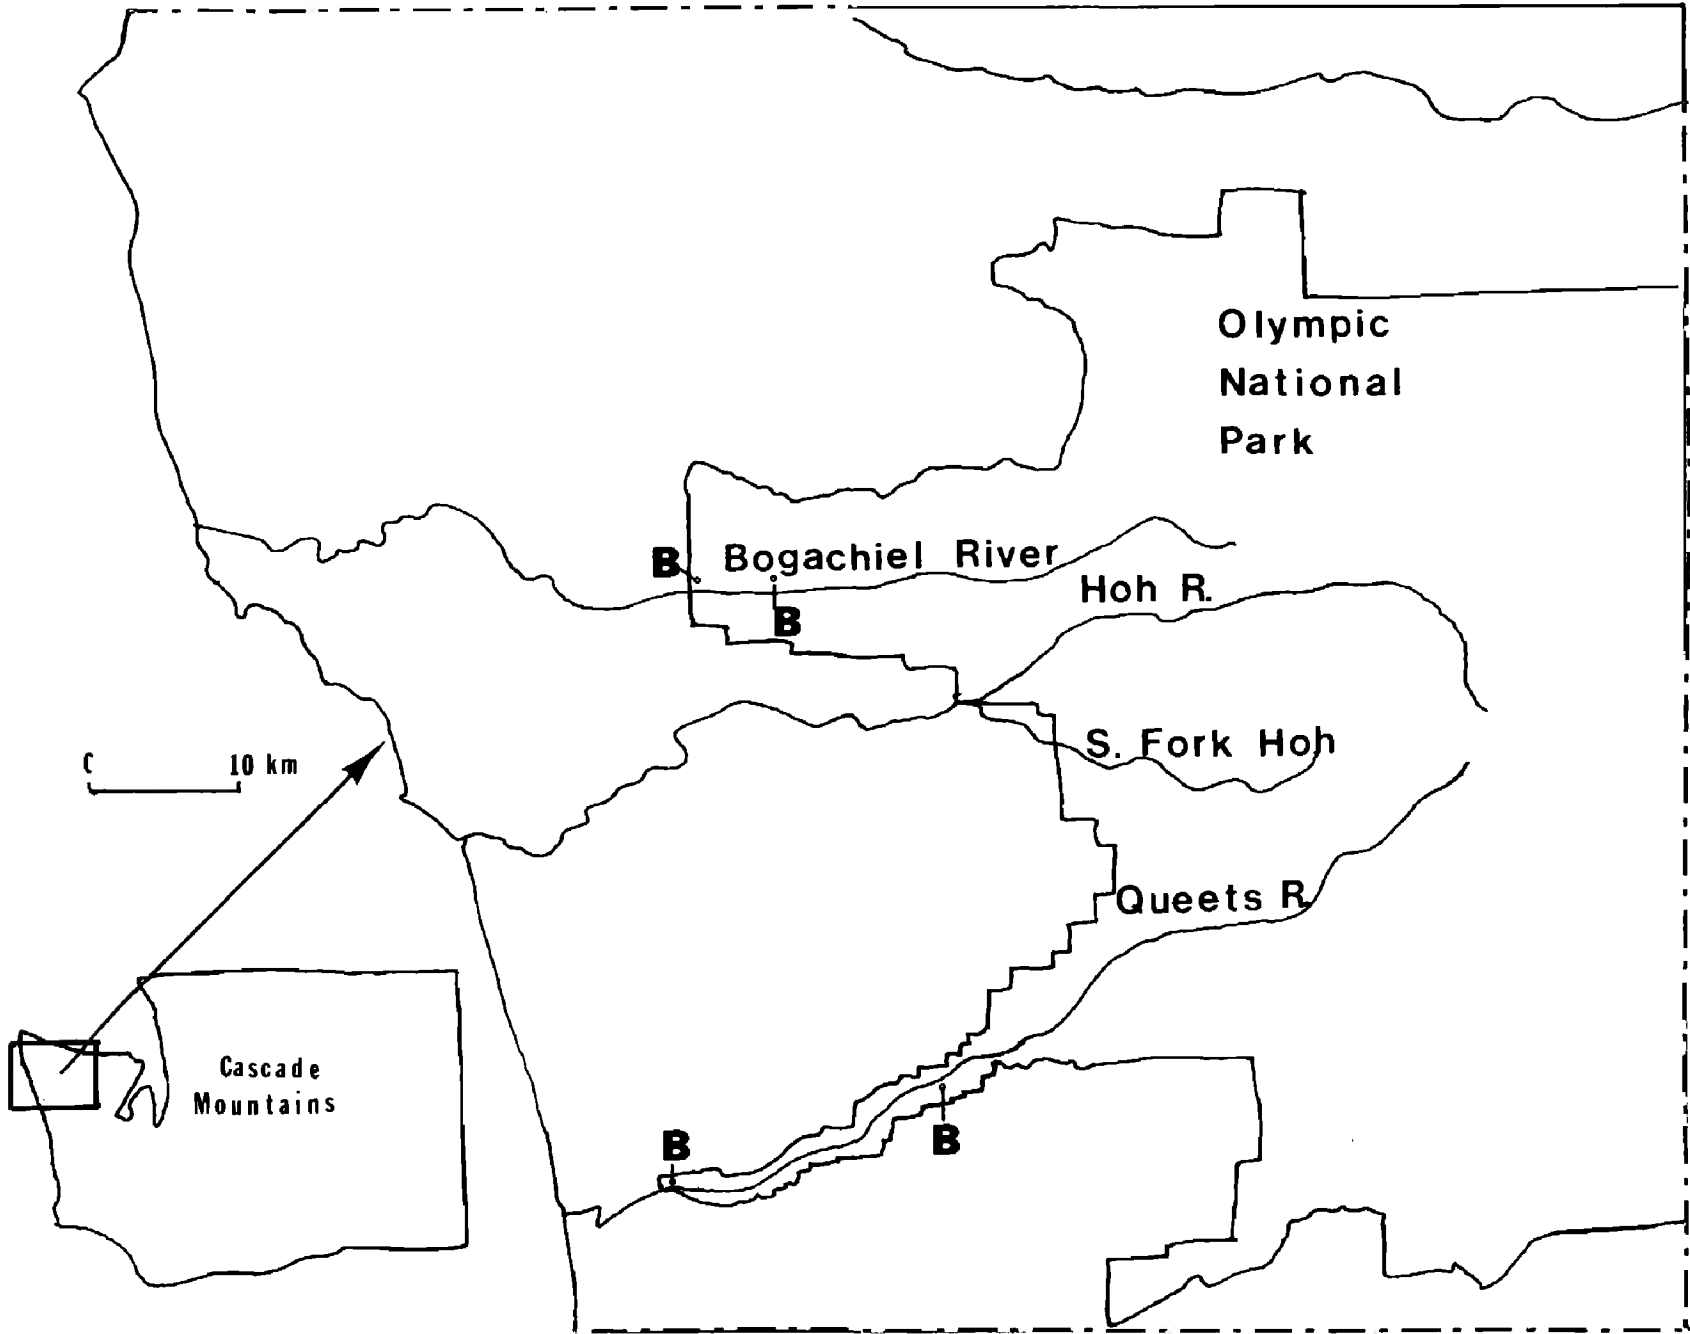 Olympic
National
Park
B
Bogachiel River
Hoh R.
B
S. Fork Hoh
C
10 km
Queets R.
Cascade
Mountains
B
B